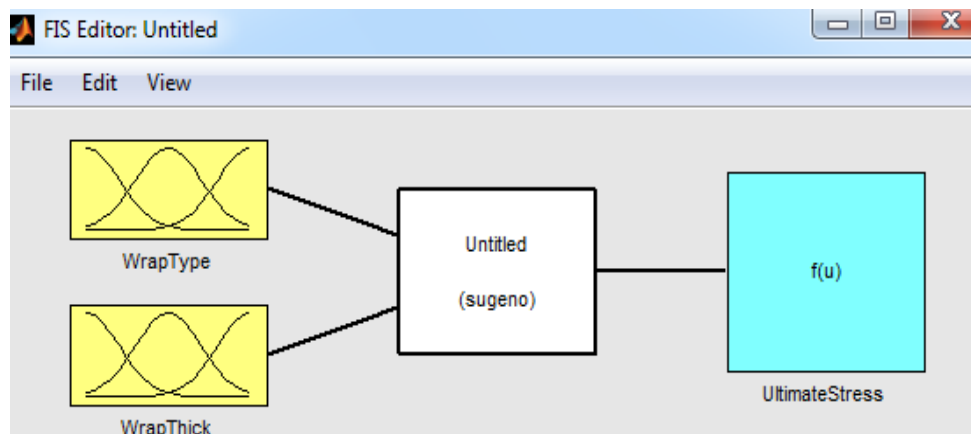 FIS Editor: Untitled
File Edit View
WrapType
WrapThick
Untitled
(sugeno)
f(u)
UltimateStress